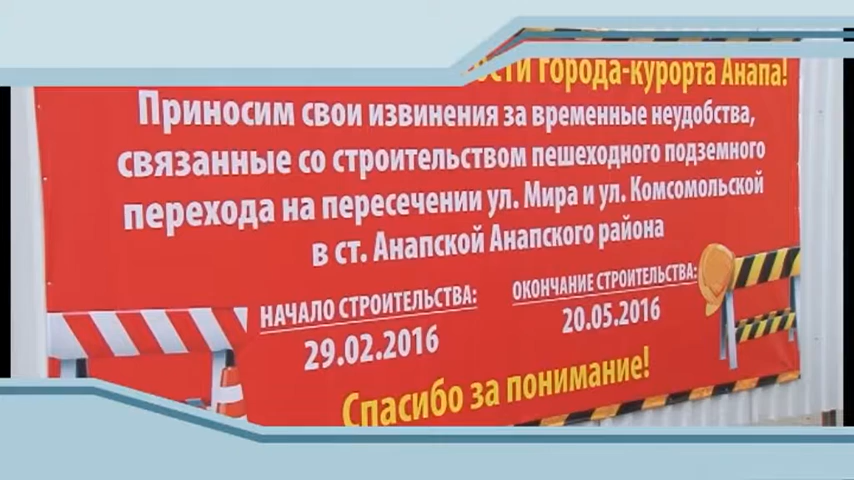 города-курорта Анапа!
Приносим свои извинения за временные неудобства,
связанные со строительством пешеходного подземного
перехода на пересечении ул. Мира и ул. Комсомольской
в ст. Анапской Анапского района
НАЧАЛО СТРОИТЕЛЬСТВА:
29.02.2016
ОКОНЧАНИЕ СТРОИТЕЛЬСТВА:
20.05.2016
Спасибо за понимание!